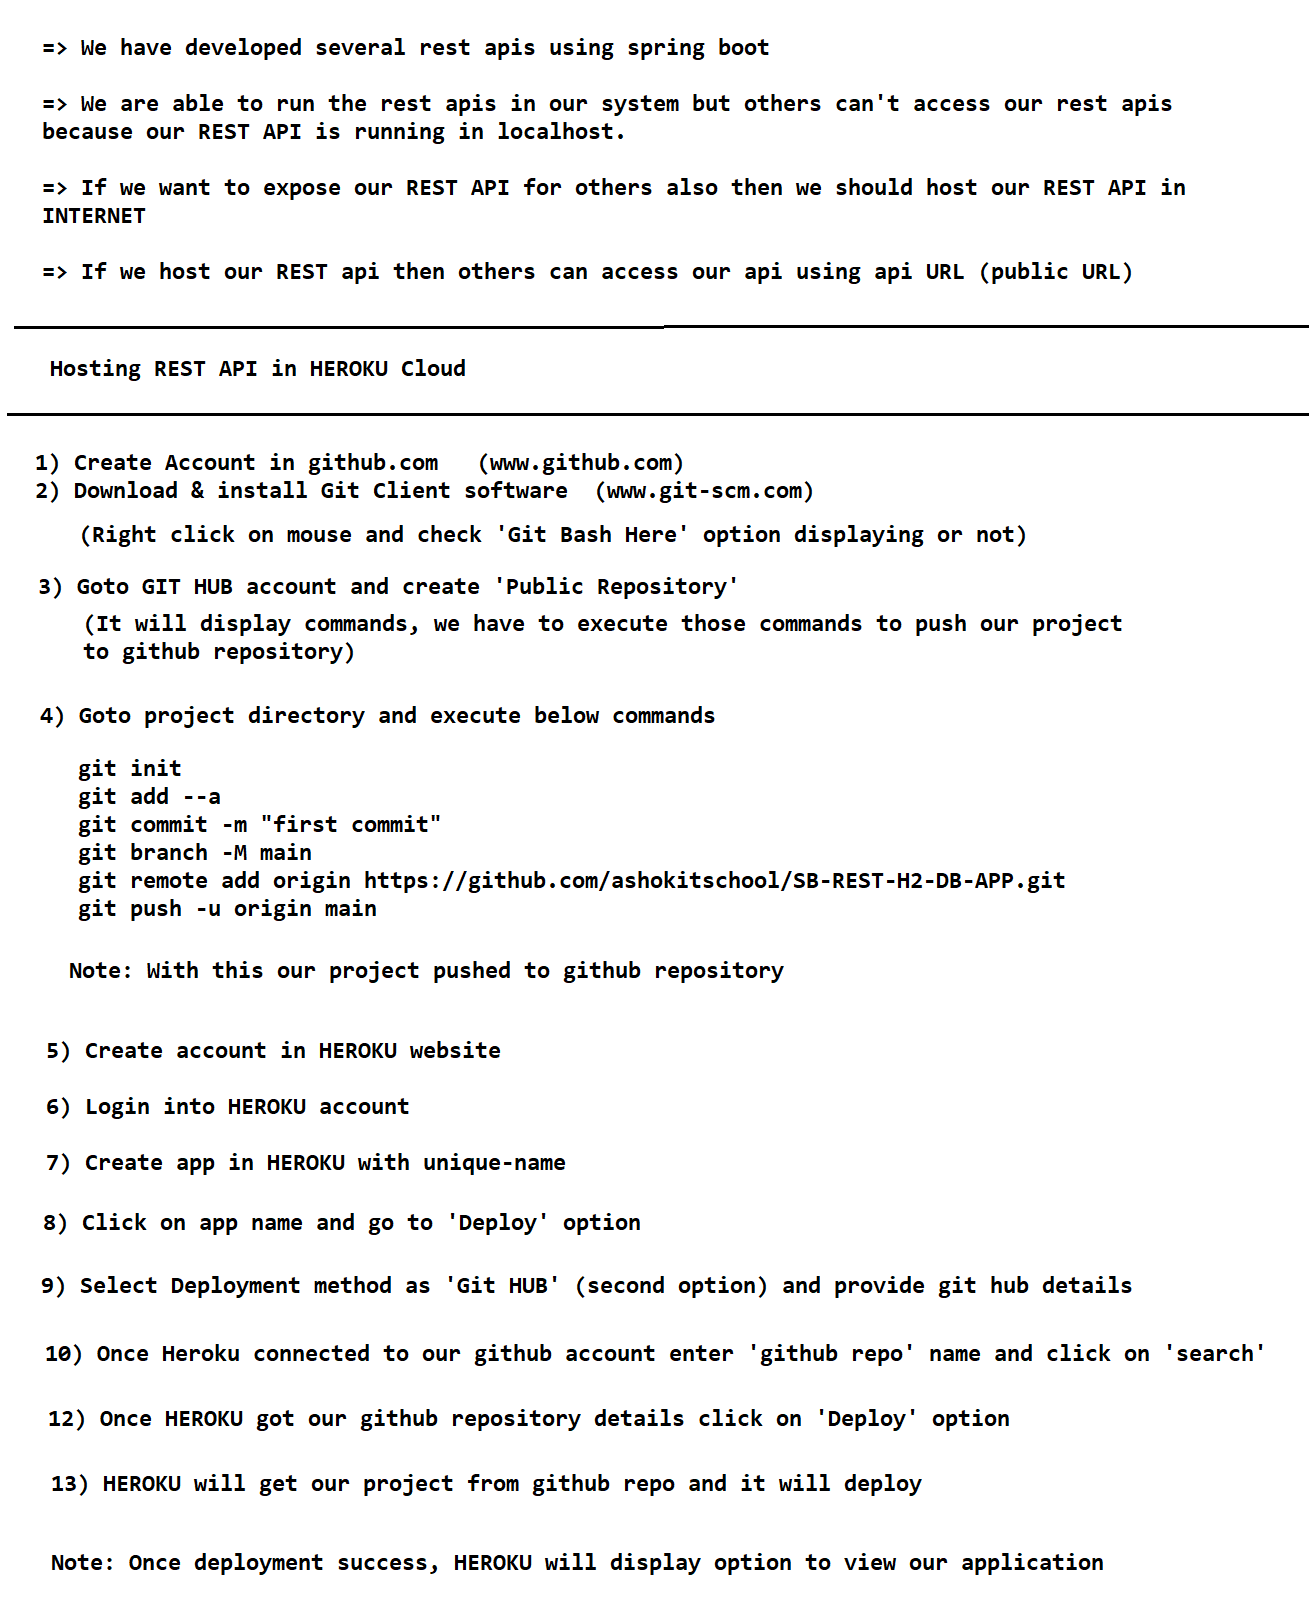 => We have developed several rest apis using spring boot
=> We are able to run the rest apis in our system but others can't access our rest apis
because our REST API is running in localhost.
=> If we want to expose our REST API for others also then we should host our REST API in
INTERNET
=> If we host our REST api then others can access our api using api URL (public URL)
Hosting REST API in HEROKU Cloud
1) Create Account in github.com   (www.github.com)
2) Download & install Git Client software  (www.git-scm.com)
(Right click on mouse and check 'Git Bash Here' option displaying or not)
3) Goto GIT HUB account and create 'Public Repository'
(It will display commands, we have to execute those commands to push our project
to github repository)
4) Goto project directory and execute below commands
git init
git add --a
git commit -m "first commit"
git branch -M main
git remote add origin https://github.com/ashokitschool/SB-REST-H2-DB-APP.git
git push -u origin main
Note: With this our project pushed to github repository
5) Create account in HEROKU website
6) Login into HEROKU account
7) Create app in HEROKU with unique-name
8) Click on app name and go to 'Deploy' option
9) Select Deployment method as 'Git HUB' (second option) and provide git hub details
10) Once Heroku connected to our github account enter 'github repo' name and click on 'search'
12) Once HEROKU got our github repository details click on 'Deploy' option
13) HEROKU will get our project from github repo and it will deploy
Note: Once deployment success, HEROKU will display option to view our application